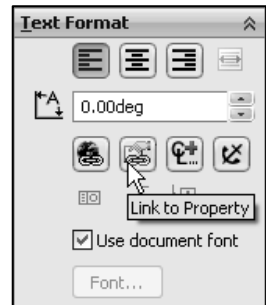 Text Format
0.00deg
Link to Property
Use document font
Font...